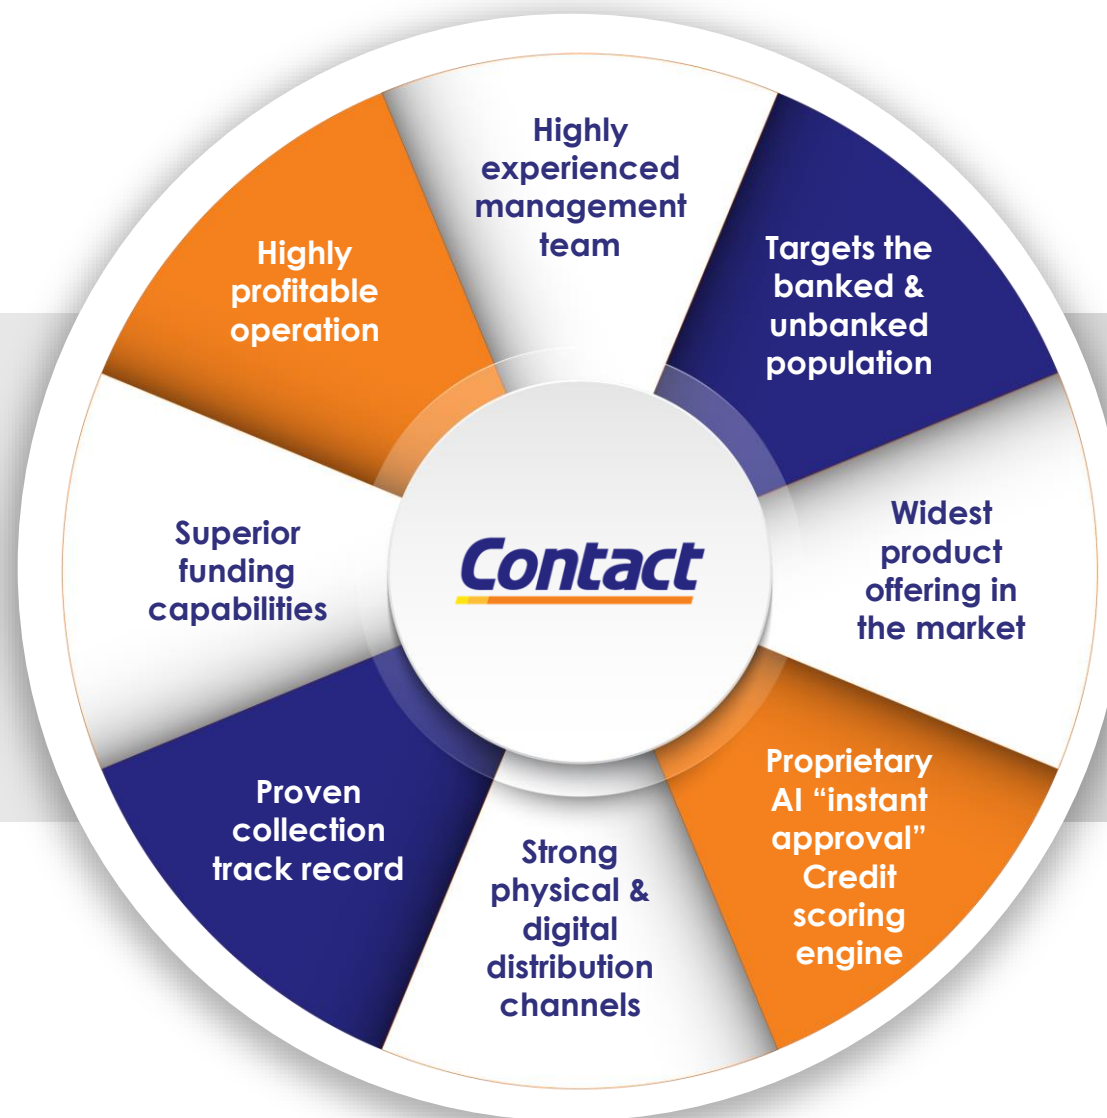 Highly
experienced
management
team
Targets the
banked &
unbanked
population
Widest
product
offering in
the market
Proprietary
AI “instant
approval”
Credit
scoring
engine
Strong
physical &
digital
distribution
channels
Proven
collection
track record
Superior
funding
capabilities
Highly
profitable
operation
Contact